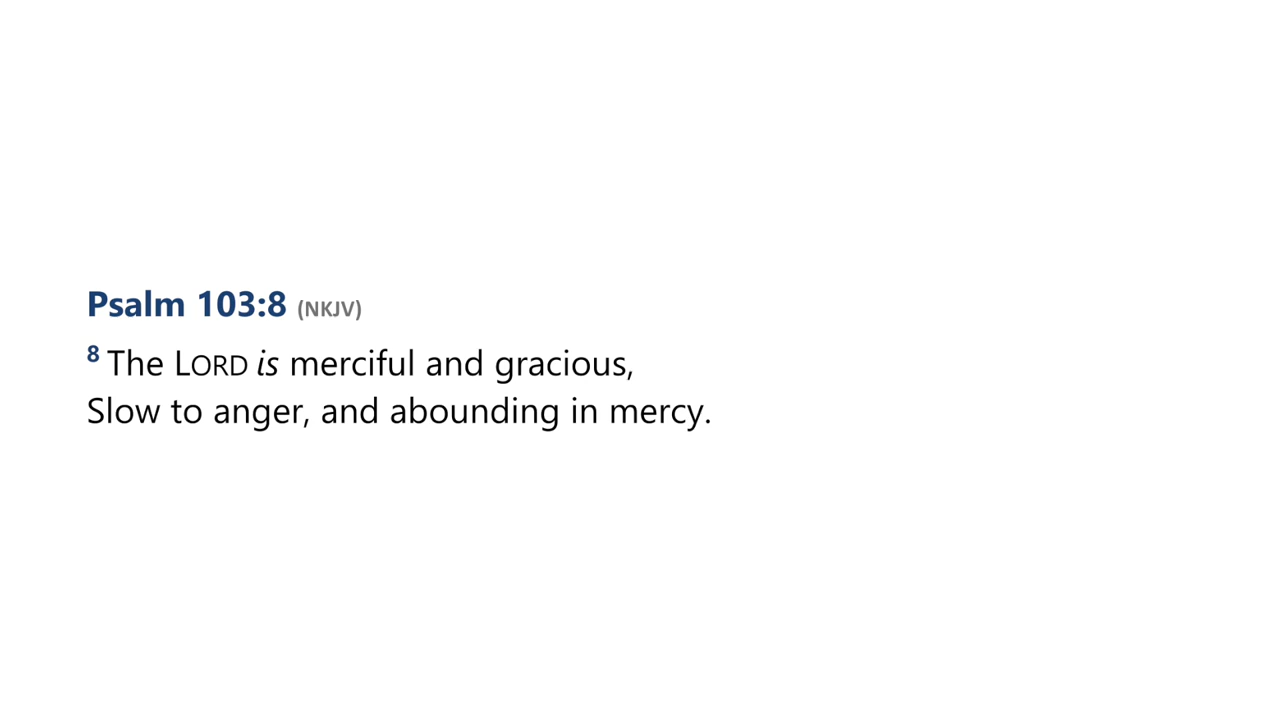 Psalm 103:8 (NKJV)
8 The LORD is merciful and gracious,
Slow to anger, and abounding in mercy.